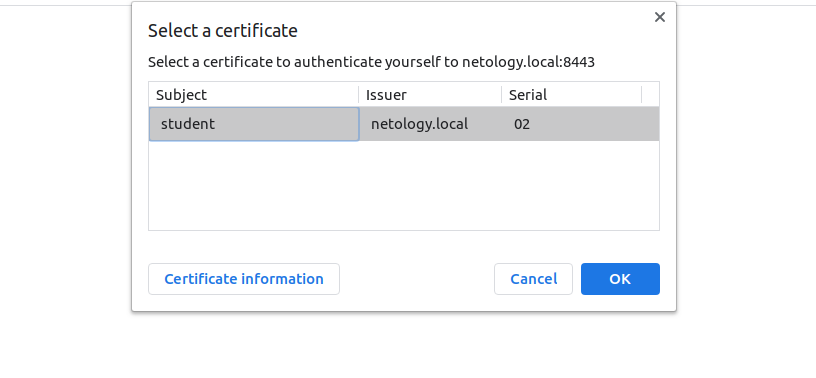 Select a certificate
Select a certificate to authenticate yourself to netology.local:8443
Subject Issuer Serial
student netology.local 02
Certificate information Cancel OK